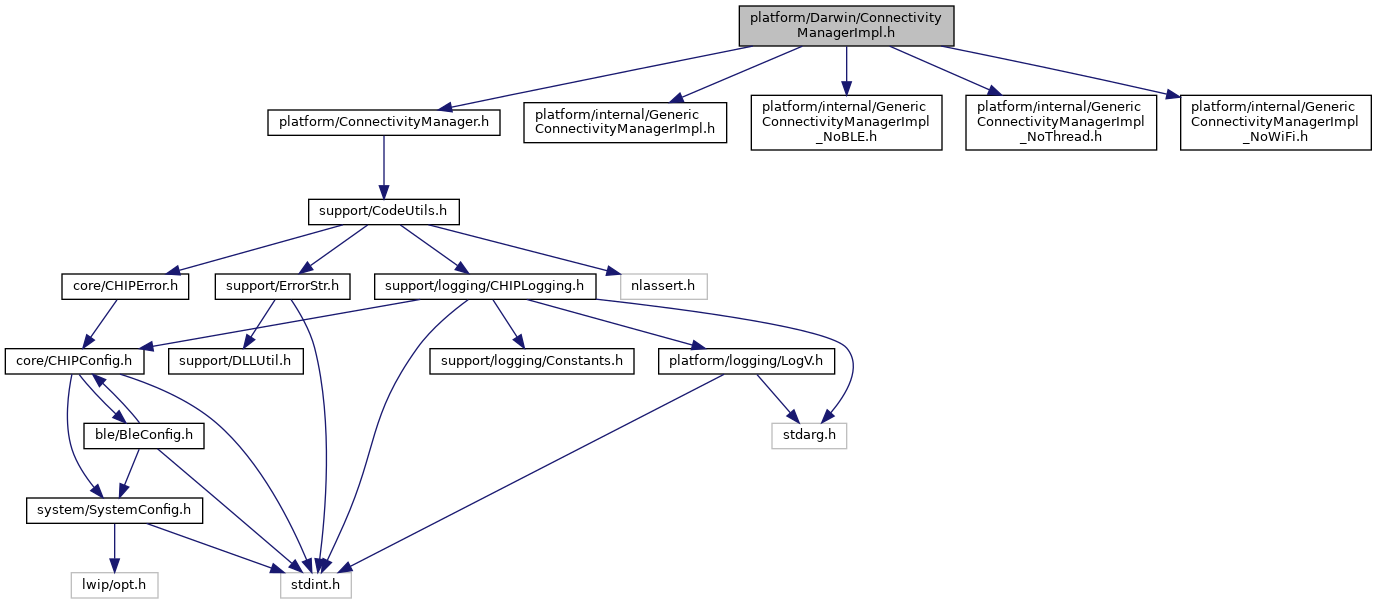 platform/Darwin/Connectivity
ManagerImpl.h
platform/ConnectivityManager.h
platform/internal/Generic
ConnectivityManagerImpl.h
platform/internal/Generic
ConnectivityManagerImpl
_NoBLE.h
platform/internal/Generic
ConnectivityManagerImpl
_NoThread.h
platform/internal/Generic
ConnectivityManagerImpl
_NoWiFi.h
support/CodeUtils.h
core/CHIPError.h
support/ErrorStr.h
support/logging/CHIPLogging.h
nlassert.h
core/CHIPConfig.h
support/DLLUtil.h
support/logging/Constants.h
platform/logging/LogV.h
ble/BleConfig.h
stdarg.h
system/SystemConfig.h
lwip/opt.h
stdint.h